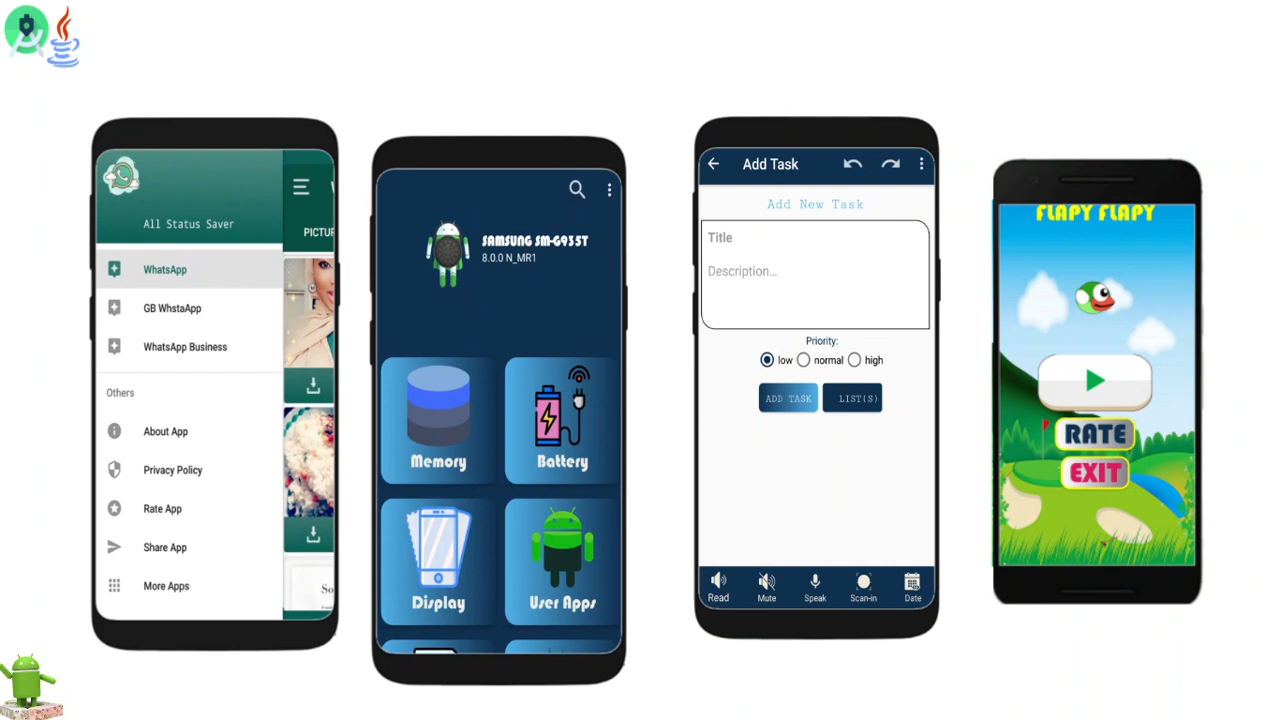 All Status Saver
WhatsApp
GB WhstaApp
WhatsApp Business
Others
About App
Privacy Policy
Rate App
Share App
More Apps
PICTUR
SAMSUNG SM-G935T
8.0.0 N_MR1
Memory
Battery
Display
User Apps
Add Task
Add New Task
Title
Description...
Priority:
low normal high
ADD TASK LIST(S)
Read Mute Speak Scan-in Date
FLAPY FLAPY
RATE
EXIT